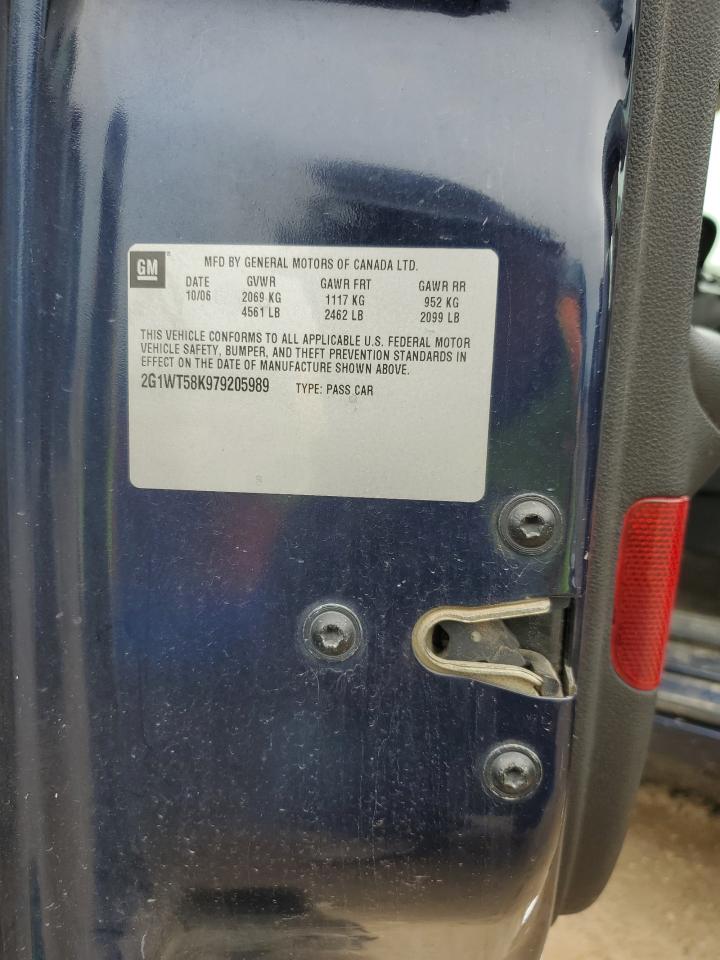 GM
MFD BY GENERAL MOTORS OF CANADA LTD.
DATE GVWR GAWR FRT GAWR RR
10/06 2069 KG 1117 KG 952 KG
4561 LB 2462 LB 2099 LB
THIS VEHICLE CONFORMS TO ALL APPLICABLE U.S. FEDERAL MOTOR
VEHICLE SAFETY, BUMPER, AND THEFT PREVENTION STANDARDS IN
EFFECT ON THE DATE OF MANUFACTURE SHOWN ABOVE.
2G1WT58K979205989 TYPE: PASS CAR